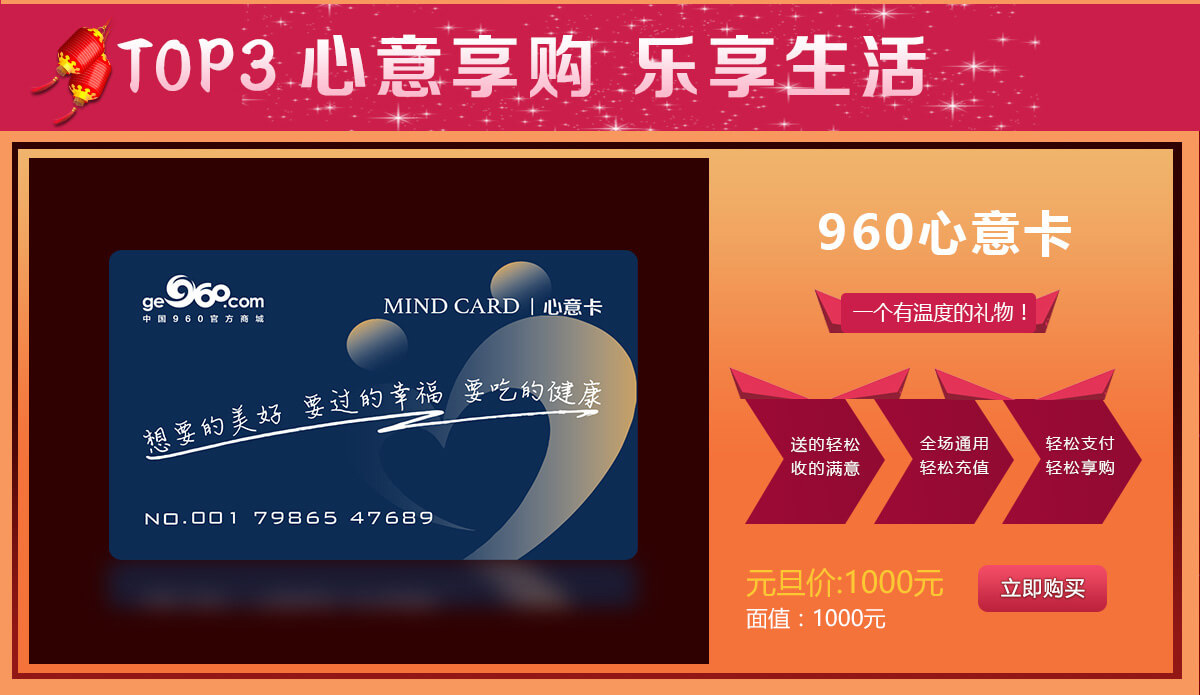 TOP3 心意享购 乐享生活
ge960.com
中国960官方商城
MIND CARD | 心意卡
想要的美好 要过的幸福 要吃的健康
NO.001 79865 47689
960心意卡
一个有温度的礼物！
送的轻松
收的满意
全场通用
轻松充值
轻松支付
轻松享购
元旦价:1000元
面值：1000元
立即购买